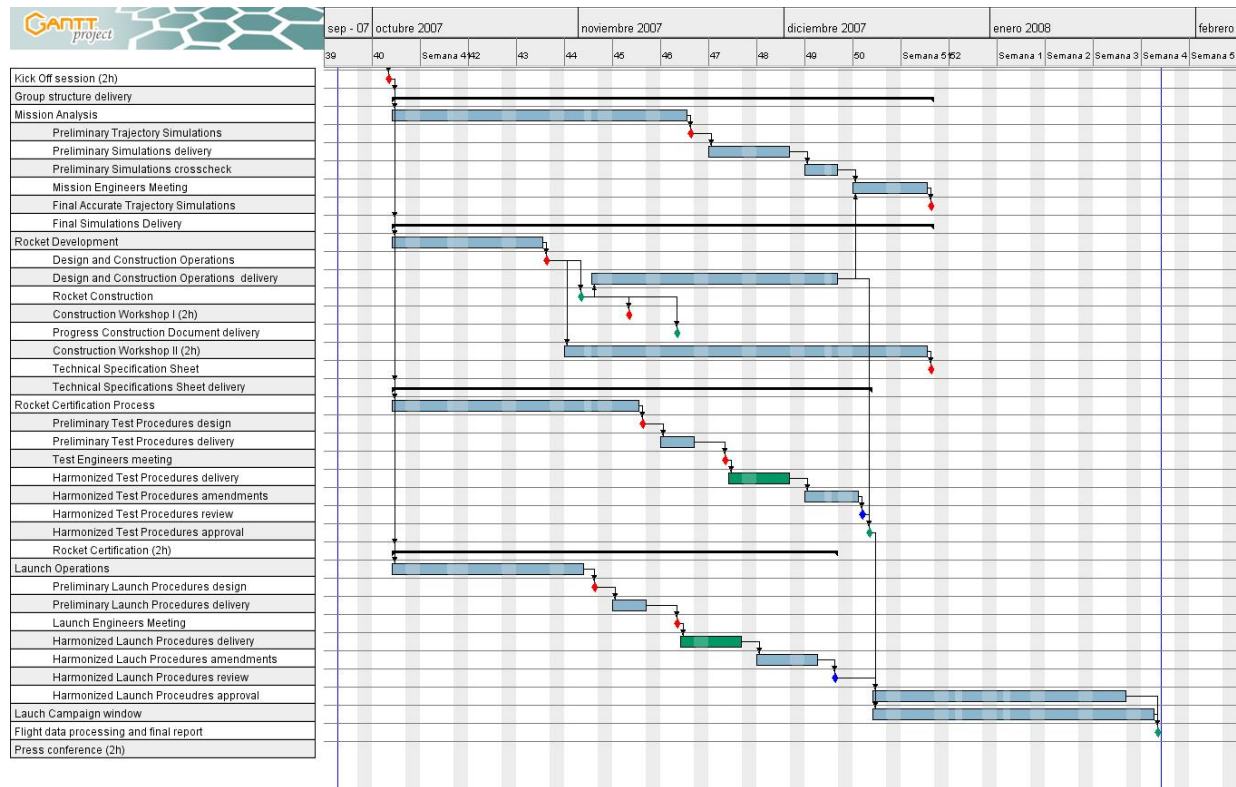 GANTT
project
sep - 07 octubre 2007 noviembre 2007 diciembre 2007 enero 2008 febrero
39 40 Semana 41 42 43 44 45 46 47 48 49 50 Semana 51 52 Semana 1 Semana 2 Semana 3 Semana 4 Semana 5
Kick Off session (2h)
Group structure delivery
Mission Analysis
Preliminary Trajectory Simulations
Preliminary Simulations delivery
Preliminary Simulations crosscheck
Mission Engineers Meeting
Final Accurate Trajectory Simulations
Final Simulations Delivery
Rocket Development
Design and Construction Operations
Design and Construction Operations delivery
Rocket Construction
Construction Workshop I (2h)
Progress Construction Document delivery
Construction Workshop II (2h)
Technical Specification Sheet
Technical Specifications Sheet delivery
Rocket Certification Process
Preliminary Test Procedures design
Preliminary Test Procedures delivery
Test Engineers meeting
Harmonized Test Procedures delivery
Harmonized Test Procedures amendments
Harmonized Test Procedures review
Harmonized Test Procedures approval
Rocket Certification (2h)
Launch Operations
Preliminary Launch Procedures design
Preliminary Launch Procedures delivery
Launch Engineers Meeting
Harmonized Launch Procedures delivery
Harmonized Lauch Procedures amendments
Harmonized Launch Procedures review
Harmonized Launch Proceudres approval
Lauch Campaign window
Flight data processing and final report
Press conference (2h)